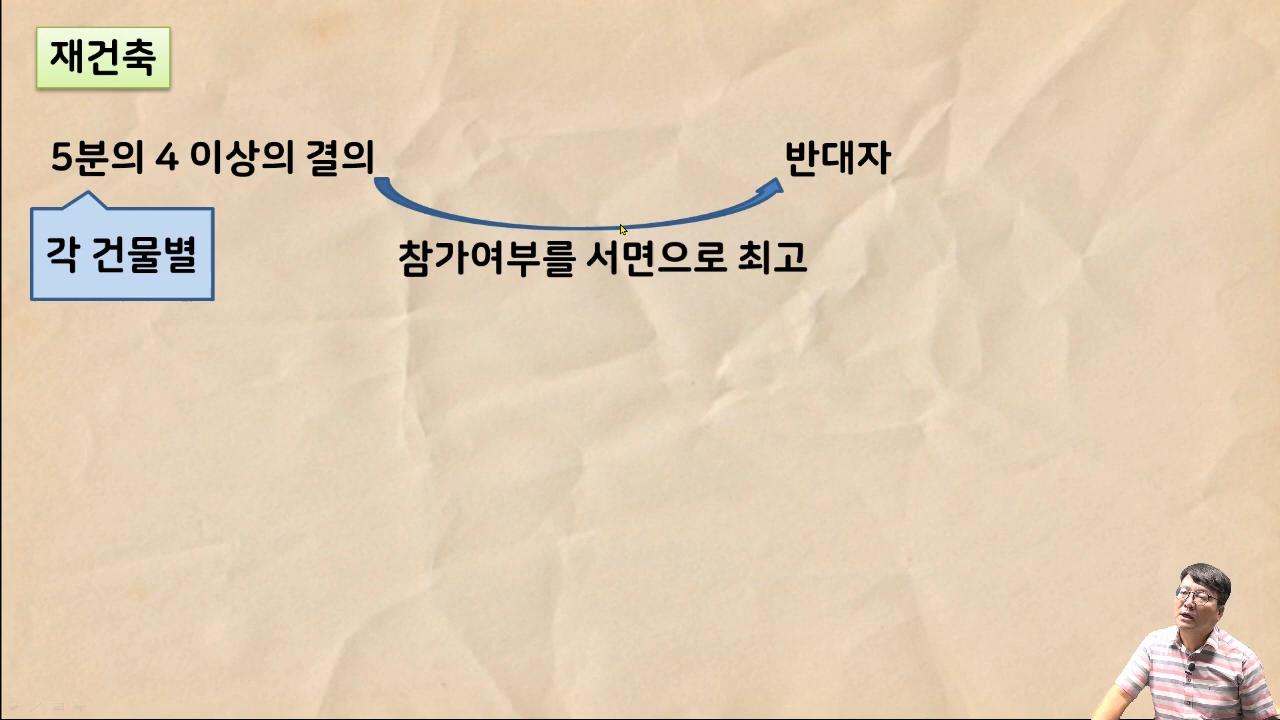 재건축
5분의 4 이상의 결의
반대자
각 건물별
참가여부를 서면으로 최고